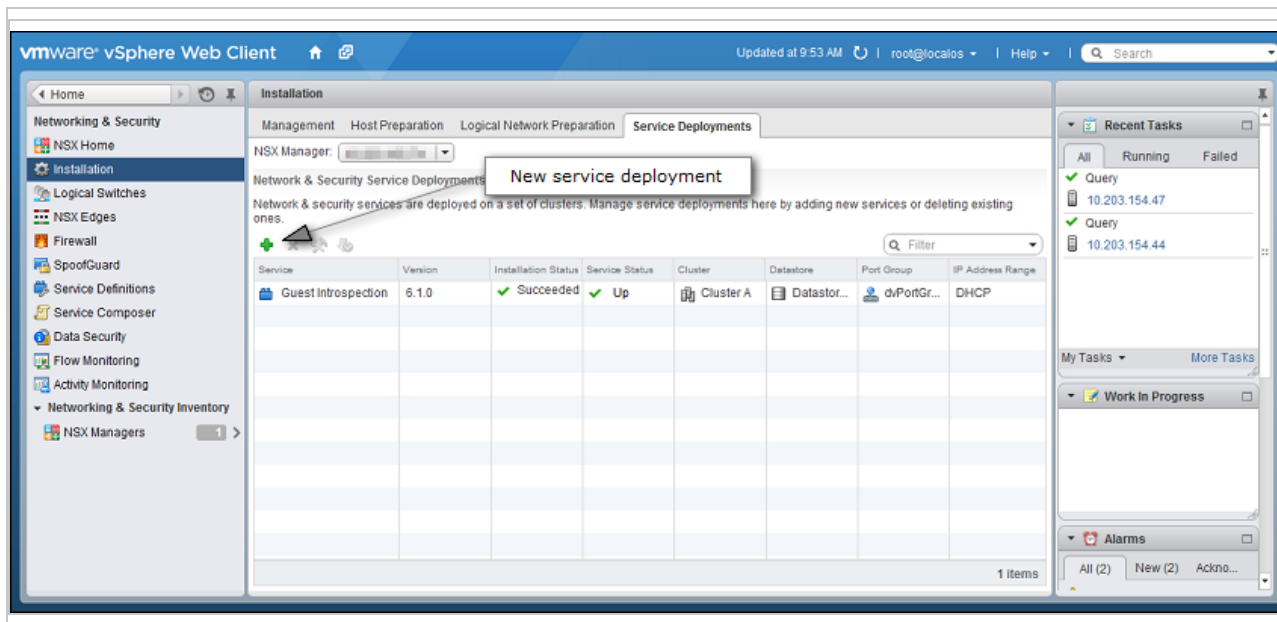 vmware® vSphere Web Client
Updated at 9:53 AM | root@localos | Help | Search
Home
Networking & Security
NSX Home
Installation
Logical Switches
NSX Edges
Firewall
SpoofGuard
Service Definitions
Service Composer
Data Security
Flow Monitoring
Activity Monitoring
Networking & Security Inventory
NSX Managers 1
Installation
Management Host Preparation Logical Network Preparation Service Deployments
NSX Manager:
New service deployment
Network & Security Service Deployments
Network & security services are deployed on a set of clusters. Manage service deployments here by adding new services or deleting existing
ones.
Filter
Service Version Installation Status Service Status Cluster Datastore Port Group IP Address Range
Guest Introspection 6.1.0 Succeeded Up Cluster A Datastor... dvPortGr... DHCP
1 items
Recent Tasks
All Running Failed
Query
10.203.154.47
Query
10.203.154.44
My Tasks More Tasks
Work In Progress
Alarms
All (2) New (2) Ackno...